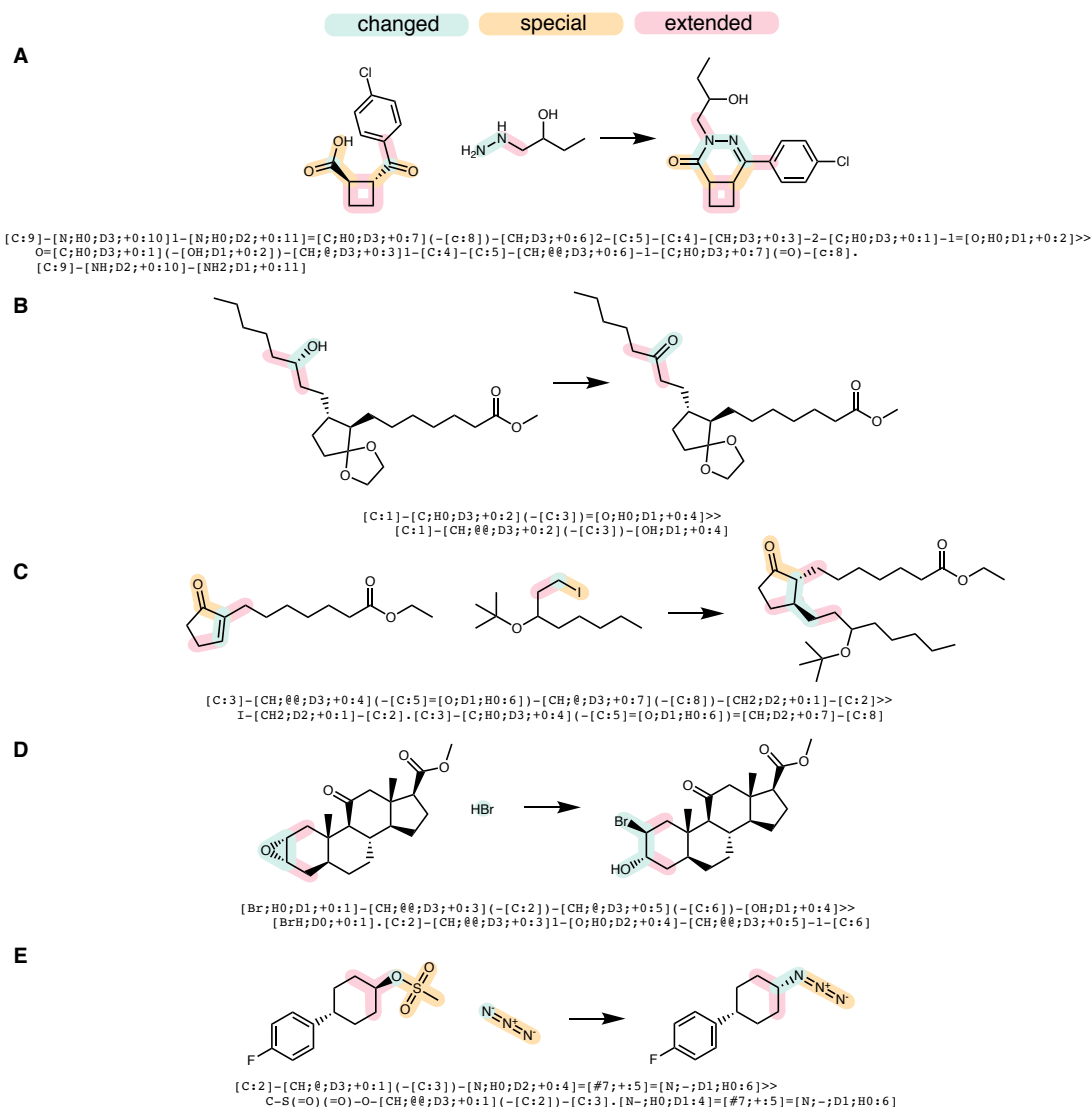 changed special extended
A
Cl
OH
O
O
H
N
H₂N
OH
OH
N
N
O
Cl
[C:9]-[N;H0;D3;+0:10]1-[N;H0;D2;+0:11]=[C;H0;D3;+0:7](-[c:8])-[CH;D3;+0:6]2-[C:5]-[C:4]-[CH;D3;+0:3]-2-[C;H0;D3;+0:1]-1=[O;H0;D1;+0:2]>>
O=[C;H0;D3;+0:1](-[OH;D1;+0:2])-[CH;@;D3;+0:3]1-[C:4]-[C:5]-[CH;@@;D3;+0:6]-1-[C;H0;D3;+0:7](=O)-[c:8].
[C:9]-[NH;D2;+0:10]-[NH2;D1;+0:11]
B
OH
O
O
O
O
O
O
O
O
O
[C:1]-[C;H0;D3;+0:2](-[C:3])=[O;H0;D1;+0:4]>>
[C:1]-[CH;@@;D3;+0:2](-[C:3])-[OH;D1;+0:4]
C
O
O
O
I
O
O
O
O
O
[C:3]-[CH;@@;D3;+0:4](-[C:5]=[O;D1;H0:6])-[CH;@;D3;+0:7](-[C:8])-[CH2;D2;+0:1]-[C:2]>>
I-[CH2;D2;+0:1]-[C:2].[C:3]-[C;H0;D3;+0:4](-[C:5]=[O;D1;H0:6])=[CH;D2;+0:7]-[C:8]
D
O
O
O
O
HBr
O
O
O
Br
HO
[Br;H0;D1;+0:1]-[CH;@@;D3;+0:3](-[C:2])-[CH;@;D3;+0:5](-[C:6])-[OH;D1;+0:4]>>
[BrH;D0;+0:1].[C:2]-[CH;@@;D3;+0:3]1-[O;H0;D2;+0:4]-[CH;@@;D3;+0:5]-1-[C:6]
E
O
O
S
O
F
N⁻
N⁺
N⁻
N
N⁺
N⁻
F
[C:2]-[CH;@;D3;+0:1](-[C:3])-[N;H0;D2;+0:4]=[#7;+:5]=[N;-;D1;H0:6]>>
C-S(=O)(=O)-O-[CH;@@;D3;+0:1](-[C:2])-[C:3].[N-;H0;D1:4]=[#7;+:5]=[N;-;D1;H0:6]